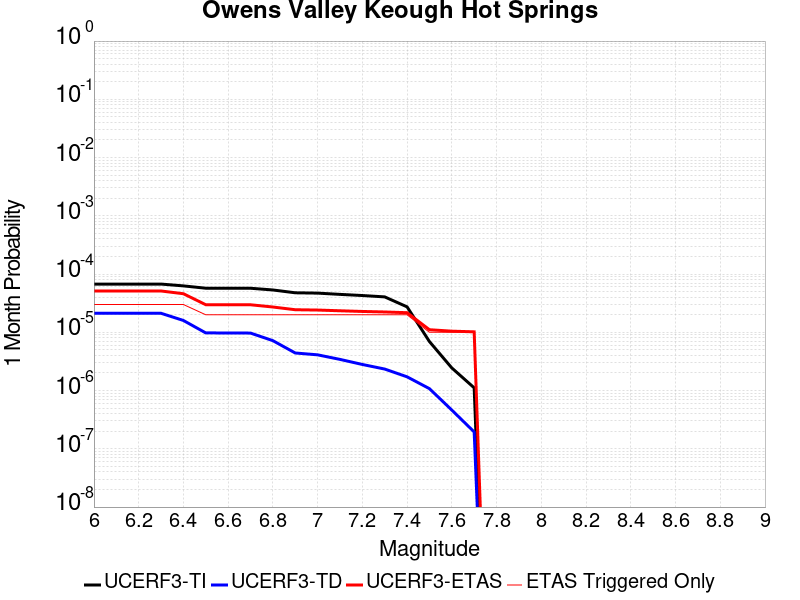 Owens Valley Keough Hot Springs
10 0
10 -1
10 -2
10 -3
10 -4
10 -5
10 -6
10 -7
10 -8
1 Month Probability
6 6.2 6.4 6.6 6.8 7 7.2 7.4 7.6 7.8 8 8.2 8.4 8.6 8.8 9
Magnitude
UCERF3-TI UCERF3-TD UCERF3-ETAS ETAS Triggered Only